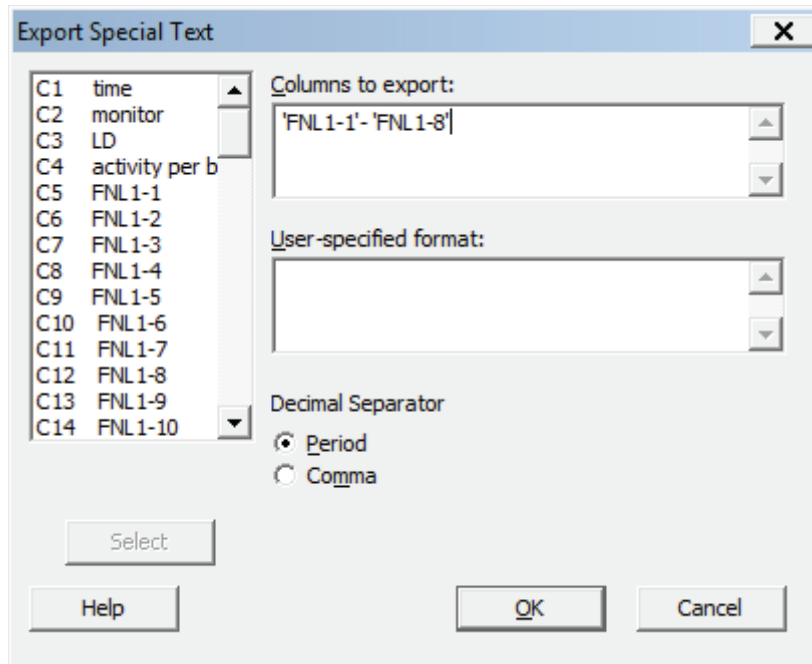 Export Special Text
C1 time
C2 monitor
C3 LD
C4 activity per b
C5 FNL1-1
C6 FNL1-2
C7 FNL1-3
C8 FNL1-4
C9 FNL1-5
C10 FNL1-6
C11 FNL1-7
C12 FNL1-8
C13 FNL1-9
C14 FNL1-10
Select
Help
Columns to export:
'FNL1-1'- 'FNL1-8'
User-specified format:
Decimal Separator
Period
Comma
OK
Cancel